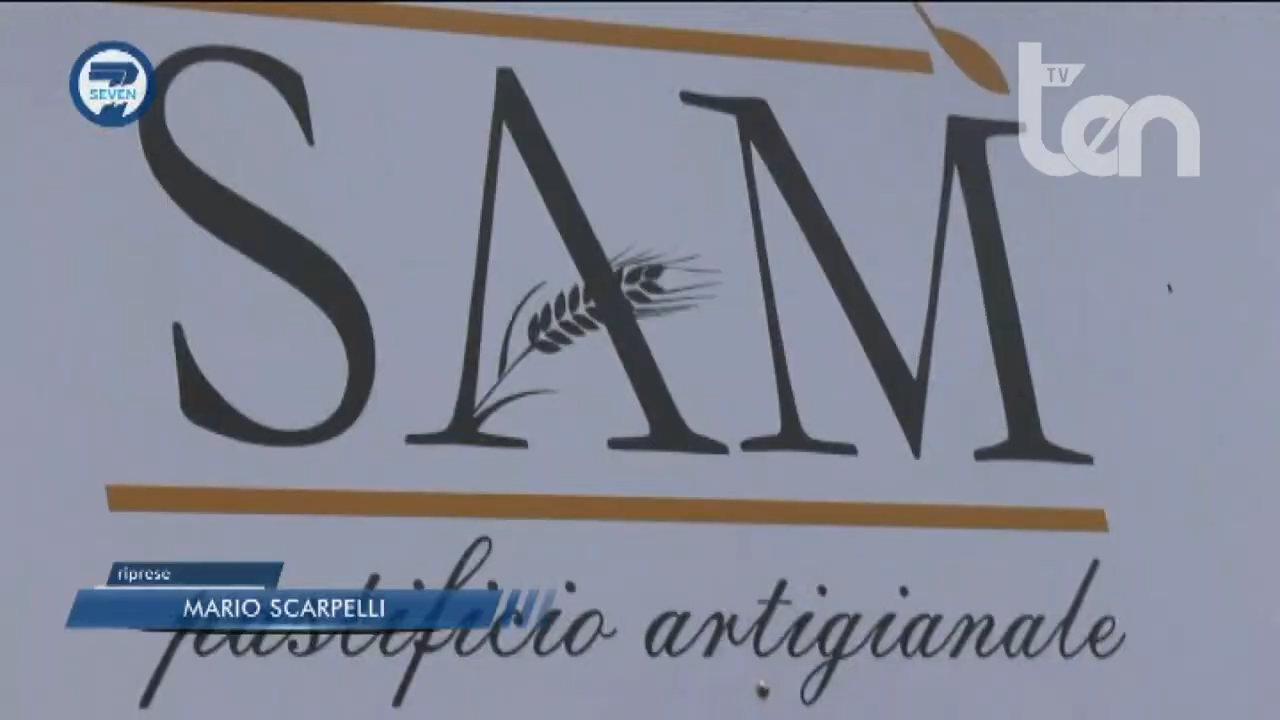 SEVEN
TV
ten
SAM
riprese
MARIO SCARPELLI
pastificio artigianale